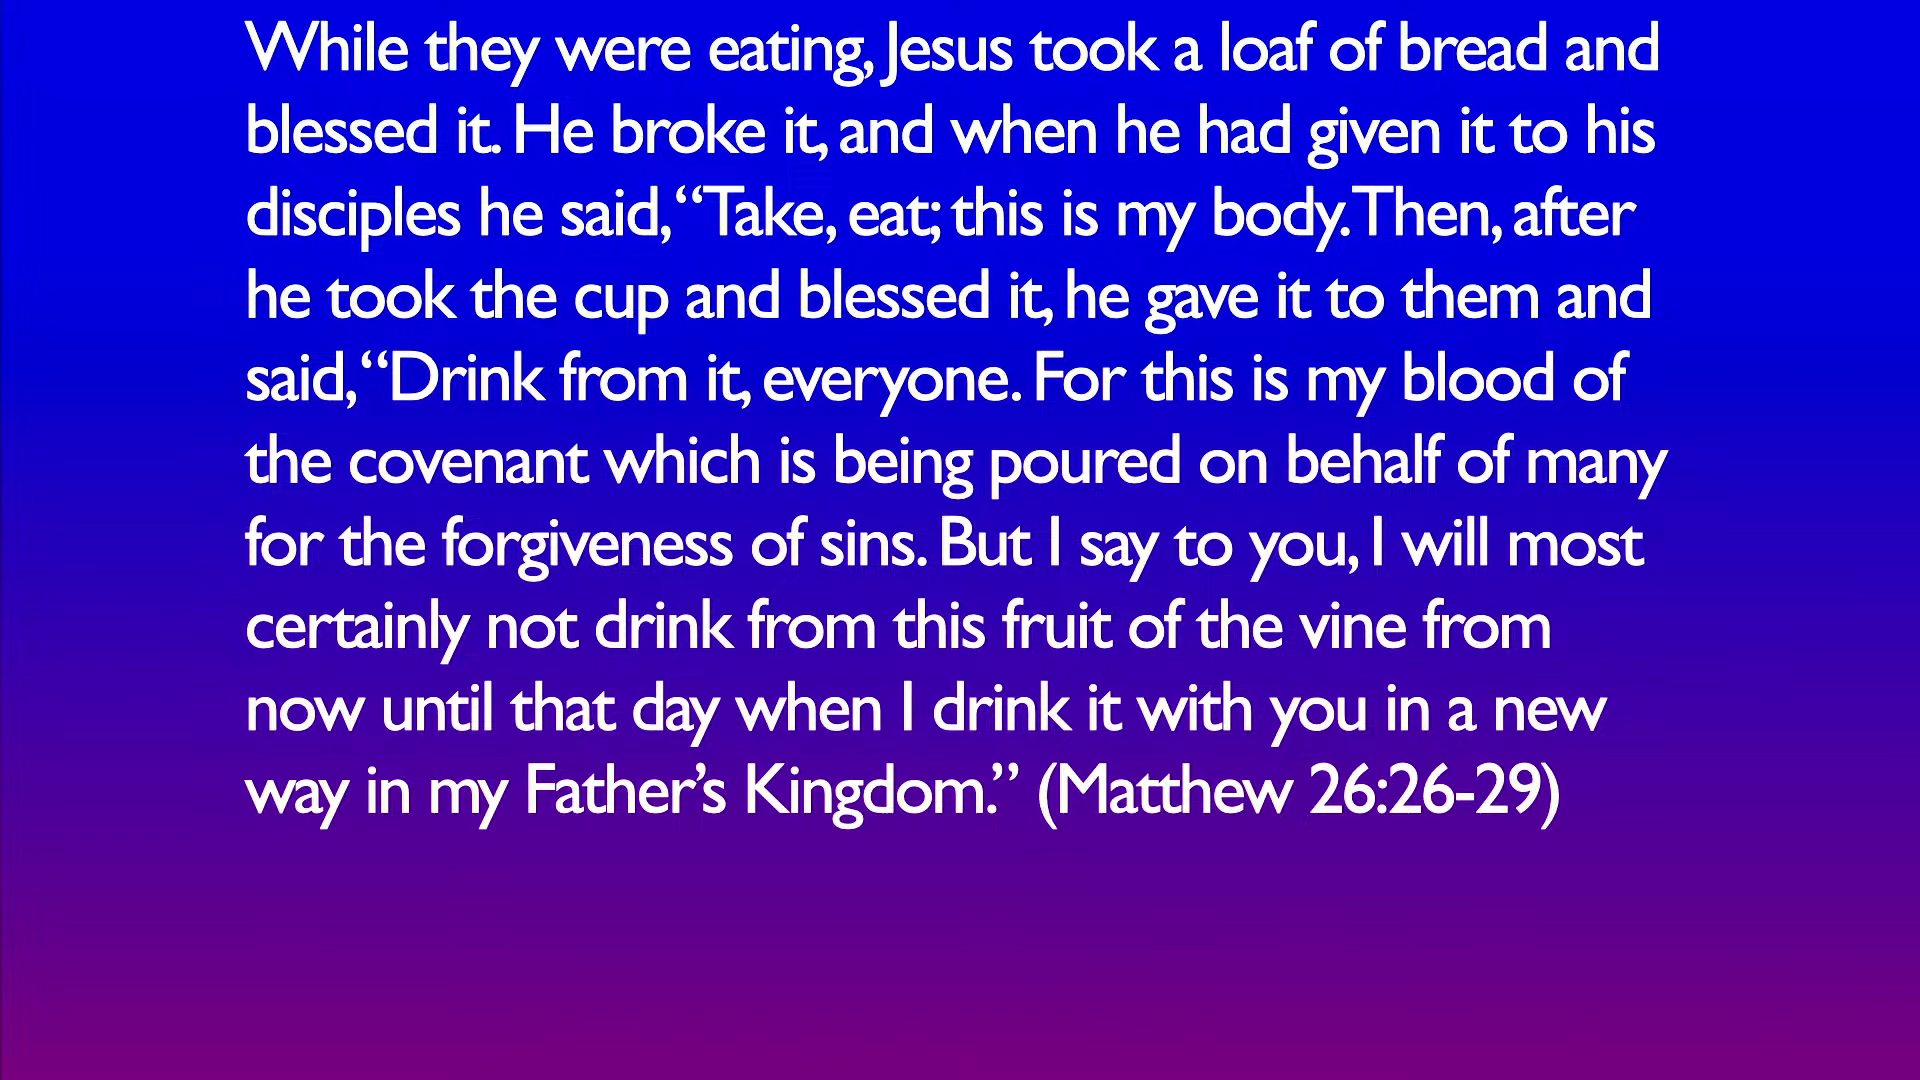 While they were eating, Jesus took a loaf of bread and
blessed it. He broke it, and when he had given it to his
disciples he said, “Take, eat; this is my body. Then, after
he took the cup and blessed it, he gave it to them and
said, “Drink from it, everyone. For this is my blood of
the covenant which is being poured on behalf of many
for the forgiveness of sins. But I say to you, I will most
certainly not drink from this fruit of the vine from
now until that day when I drink it with you in a new
way in my Father’s Kingdom.” (Matthew 26:26-29)